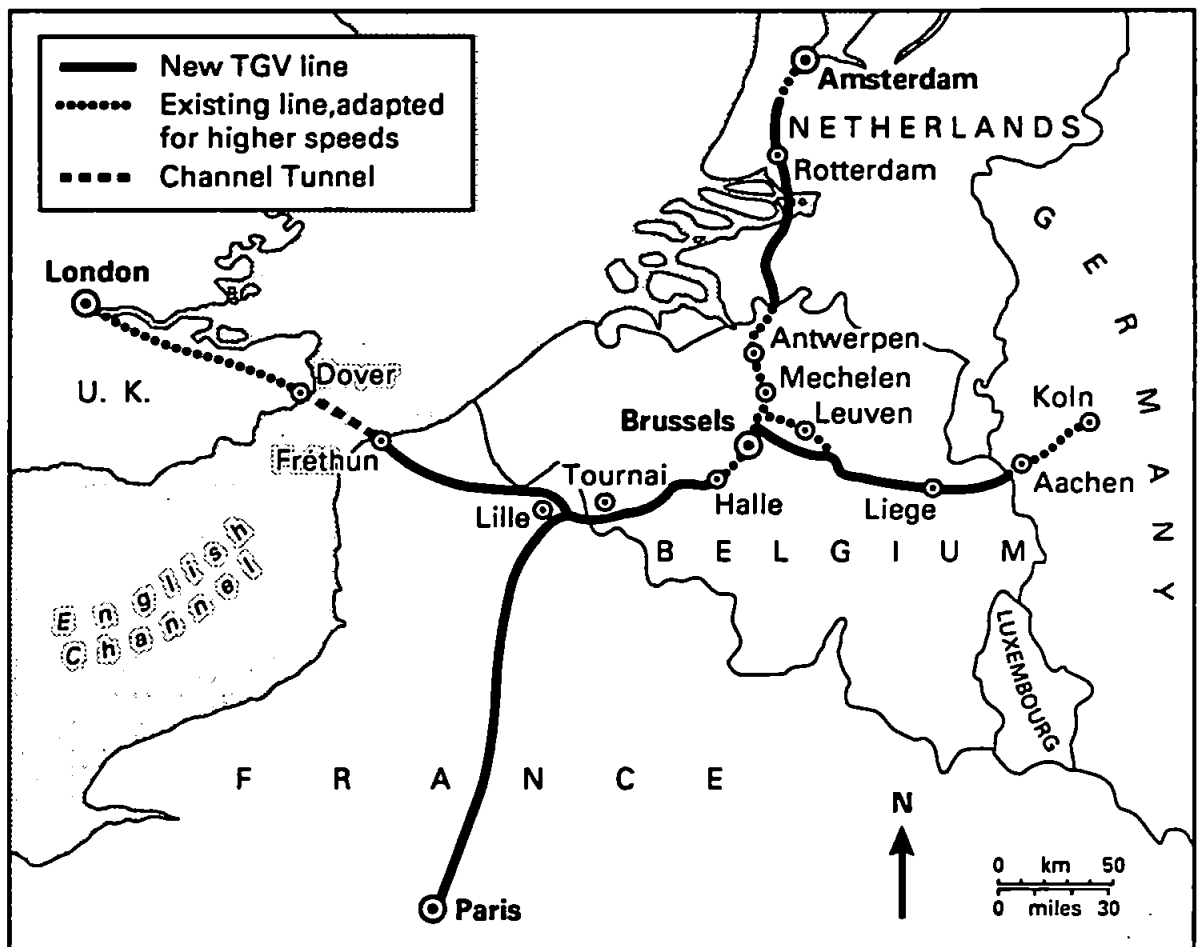 New TGV line
Existing line,adapted
for higher speeds
Channel Tunnel
Amsterdam
NETHERLANDS
Rotterdam
GERMANY
London
Antwerpen
Dover
Mechelen
U. K.
Koln
Leuven
Brussels
Fréthun
Tournai
Aachen
Lille
Halle
Liege
BELGIUM
English
Channel
LUXEMBOURG
FRANCE
N
0 km 50
0 miles 30
Paris